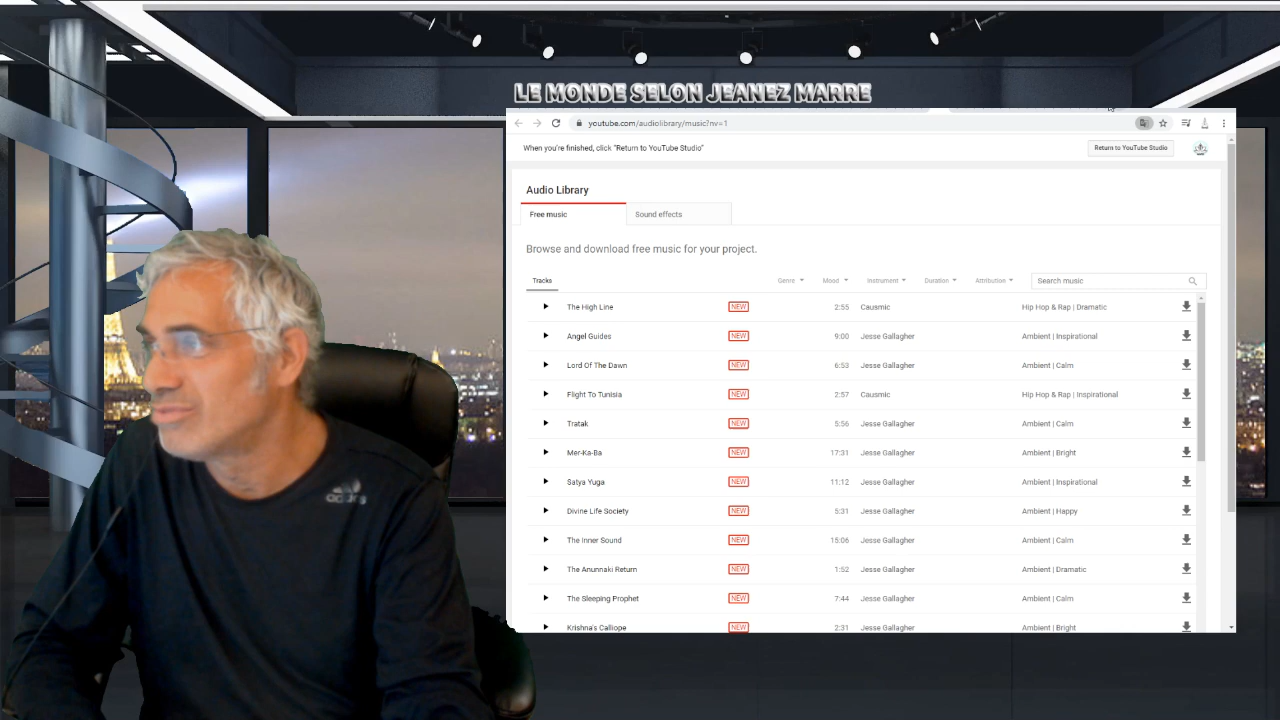 LE MONDE SELON JEANEZ MARRE
youtube.com/audiolibrary/music?nv=1
When you're finished, click "Return to YouTube Studio"
Return to YouTube Studio
Audio Library
Free music
Sound effects
Browse and download free music for your project.
Tracks Genre Mood Instrument Duration Attribution Search music
The High Line NEW 2:55 Causmic Hip Hop & Rap | Dramatic
Angel Guides NEW 9:00 Jesse Gallagher Ambient | Inspirational
Lord Of The Dawn NEW 6:53 Jesse Gallagher Ambient | Calm
Flight To Tunisia NEW 2:57 Causmic Hip Hop & Rap | Inspirational
Tratak NEW 5:56 Jesse Gallagher Ambient | Calm
Mer-Ka-Ba NEW 17:31 Jesse Gallagher Ambient | Bright
Satya Yuga NEW 11:12 Jesse Gallagher Ambient | Inspirational
Divine Life Society NEW 5:31 Jesse Gallagher Ambient | Happy
The Inner Sound NEW 15:06 Jesse Gallagher Ambient | Calm
The Anunnaki Return NEW 1:52 Jesse Gallagher Ambient | Dramatic
The Sleeping Prophet NEW 7:44 Jesse Gallagher Ambient | Calm
Krishna's Calliope NEW 2:31 Jesse Gallagher Ambient | Bright
adidas